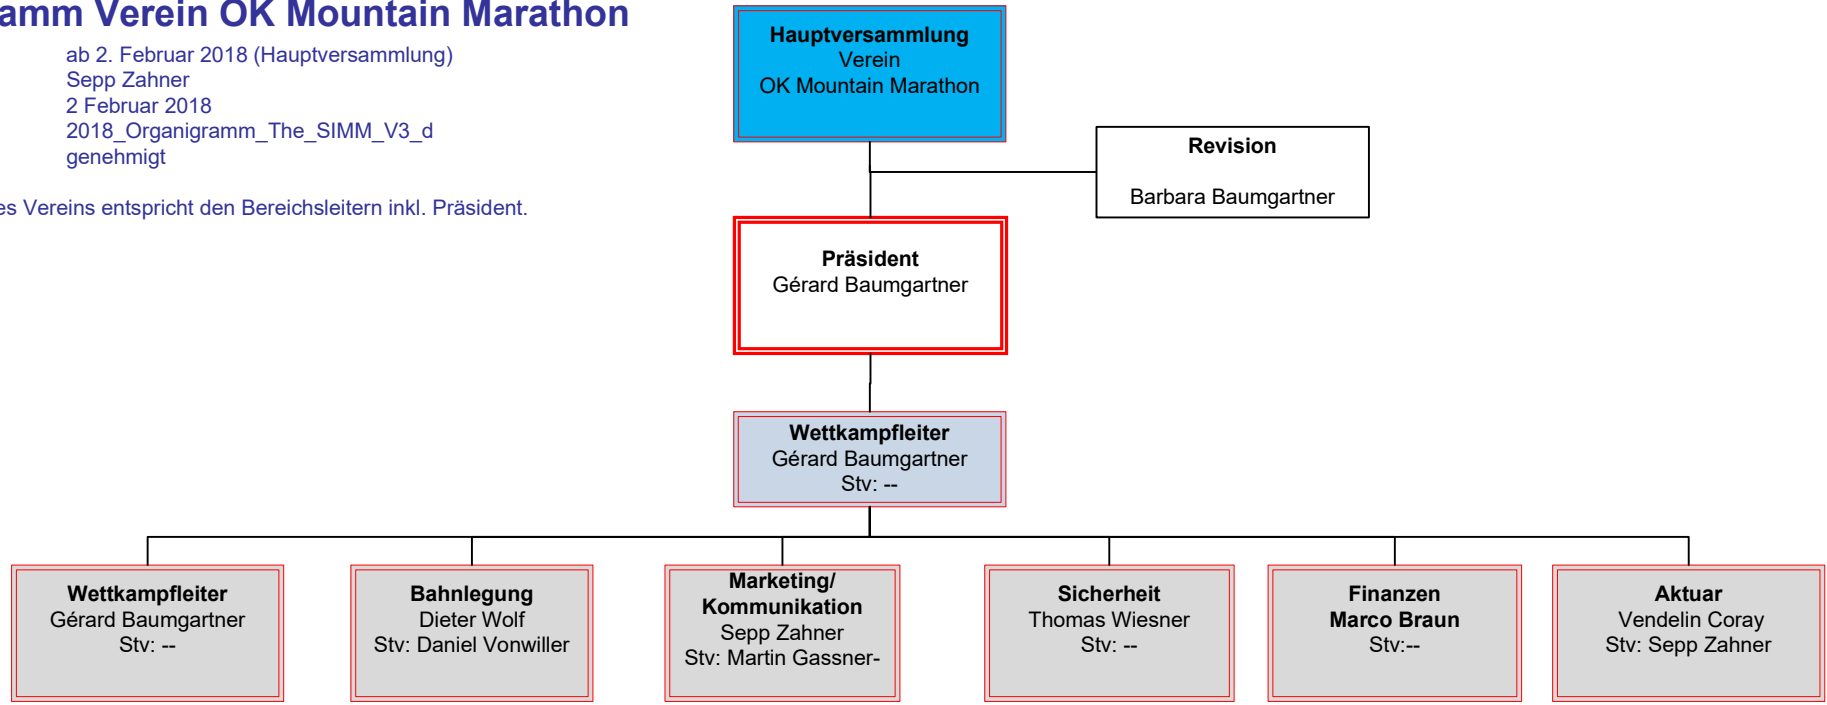 amm Verein OK Mountain Marathon
ab 2. Februar 2018 (Hauptversammlung)
Sepp Zahner
2 Februar 2018
2018_Organigramm_The_SIMM_V3_d
genehmigt
es Vereins entspricht den Bereichsleitern inkl. Präsident.
Hauptversammlung
Verein
OK Mountain Marathon
Revision
Barbara Baumgartner
Präsident
Gérard Baumgartner
Wettkampfleiter
Gérard Baumgartner
Stv: --
Wettkampfleiter
Gérard Baumgartner
Stv: --
Bahnlegung
Dieter Wolf
Stv: Daniel Vonwiller
Marketing/
Kommunikation
Sepp Zahner
Stv: Martin Gassner-
Sicherheit
Thomas Wiesner
Stv: --
Finanzen
Marco Braun
Stv:--
Aktuar
Vendelin Coray
Stv: Sepp Zahner